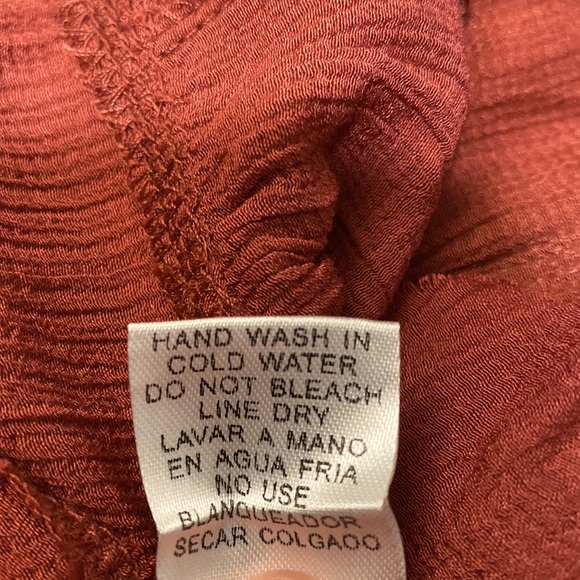 HAND WASH IN
COLD WATER
DO NOT BLEACH
LINE DRY
LAVAR A MANO
EN AGUA FRIA
NO USE
BLANQUEADOR
SECAR COLGADO